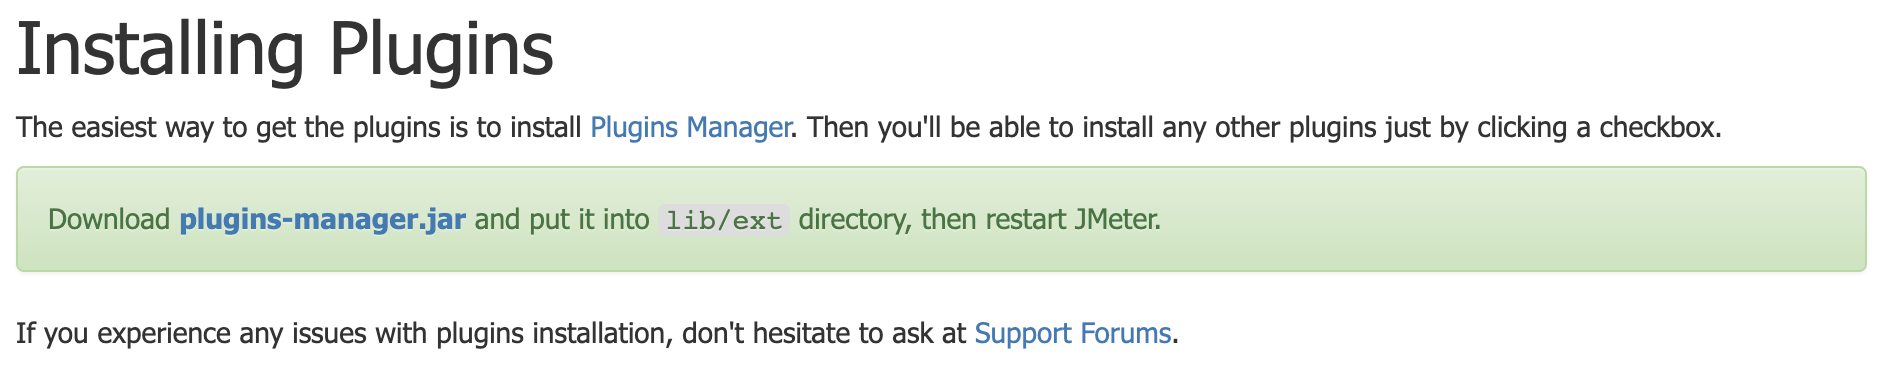 Installing Plugins
The easiest way to get the plugins is to install Plugins Manager. Then you'll be able to install any other plugins just by clicking a checkbox.
Download plugins-manager.jar and put it into lib/ext directory, then restart JMeter.
If you experience any issues with plugins installation, don't hesitate to ask at Support Forums.